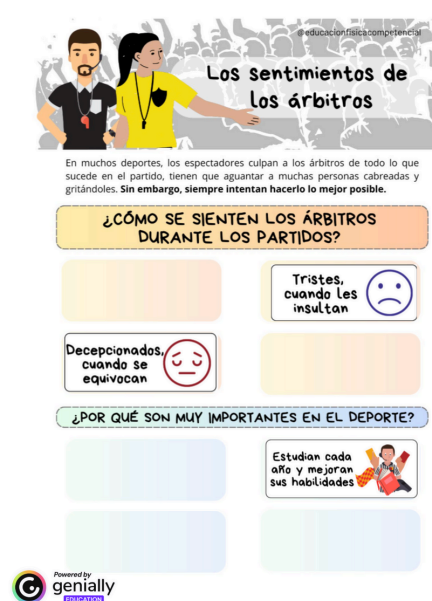 @educacionfisicacompetencial
Los sentimientos de
los árbitros
En muchos deportes, los espectadores culpan a los árbitros de todo lo que
sucede en el partido, tienen que aguantar a muchas personas cabreadas y
gritándoles. Sin embargo, siempre intentan hacerlo lo mejor posible.
¿CÓMO SE SIENTEN LOS ÁRBITROS
DURANTE LOS PARTIDOS?
Tristes,
cuando les
insultan
Decepcionados,
cuando se
equivocan
¿POR QUÉ SON MUY IMPORTANTES EN EL DEPORTE?
Estudian cada
año y mejoran
sus habilidades
Powered by
genially
EDUCATION